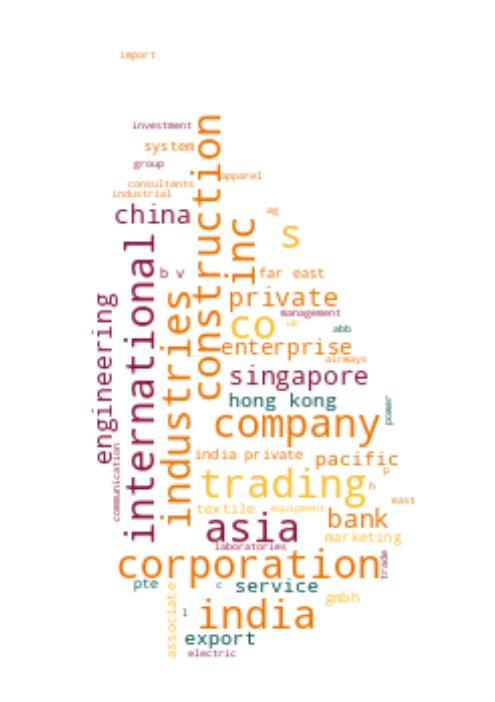 import
investment
construction
system
group
apparel
consultants
industrial
china
ag
inc
s
international
b v
far east
industries
private
engineering
management
co
uk
abb
enterprise
airways
singapore
hong kong
power
company
communication
india private
pacific
p
trading
h
east
textile
equipment
bank
asia
marketing
laboratories
corporation
trade
pte
c
service
associate
gmbh
l
india
export
electric